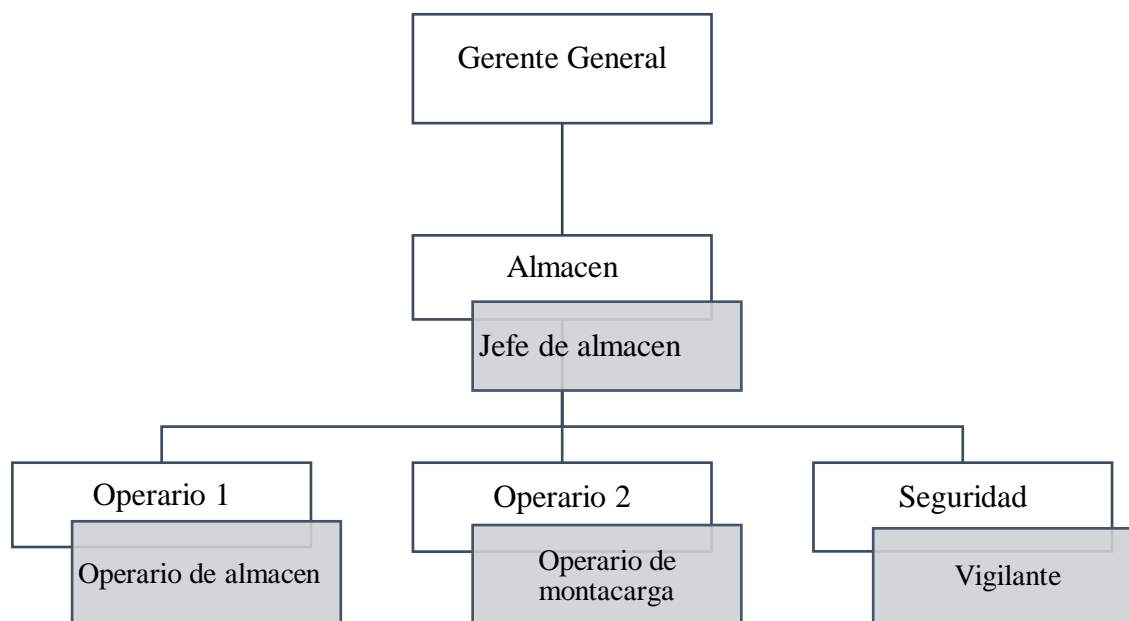 Gerente General
Almacen
Jefe de almacen
Operario 1
Operario de almacen
Operario 2
Operario de
montacarga
Seguridad
Vigilante